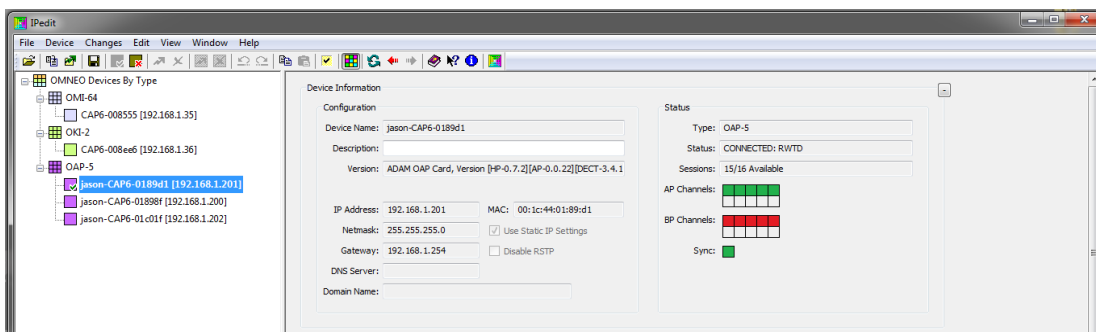 IPedit
File Device Changes Edit View Window Help
OMNEO Devices By Type
OMI-64
CAP6-008555 [192.168.1.35]
OKI-2
CAP6-008ee6 [192.168.1.36]
OAP-5
jason-CAP6-0189d1 [192.168.1.201]
jason-CAP6-01898f [192.168.1.200]
jason-CAP6-01c01f [192.168.1.202]
Device Information
Configuration
Device Name: jason-CAP6-0189d1
Description:
Version: ADAM OAP Card, Version [HP-0.7.2][AP-0.0.22][DECT-3.4.1
IP Address: 192.168.1.201 MAC: 00:1c:44:01:89:d1
Netmask: 255.255.255.0 Use Static IP Settings
Gateway: 192.168.1.254 Disable RSTP
DNS Server:
Domain Name:
Status
Type: OAP-5
Status: CONNECTED: RWTD
Sessions: 15/16 Available
AP Channels:
BP Channels:
Sync: